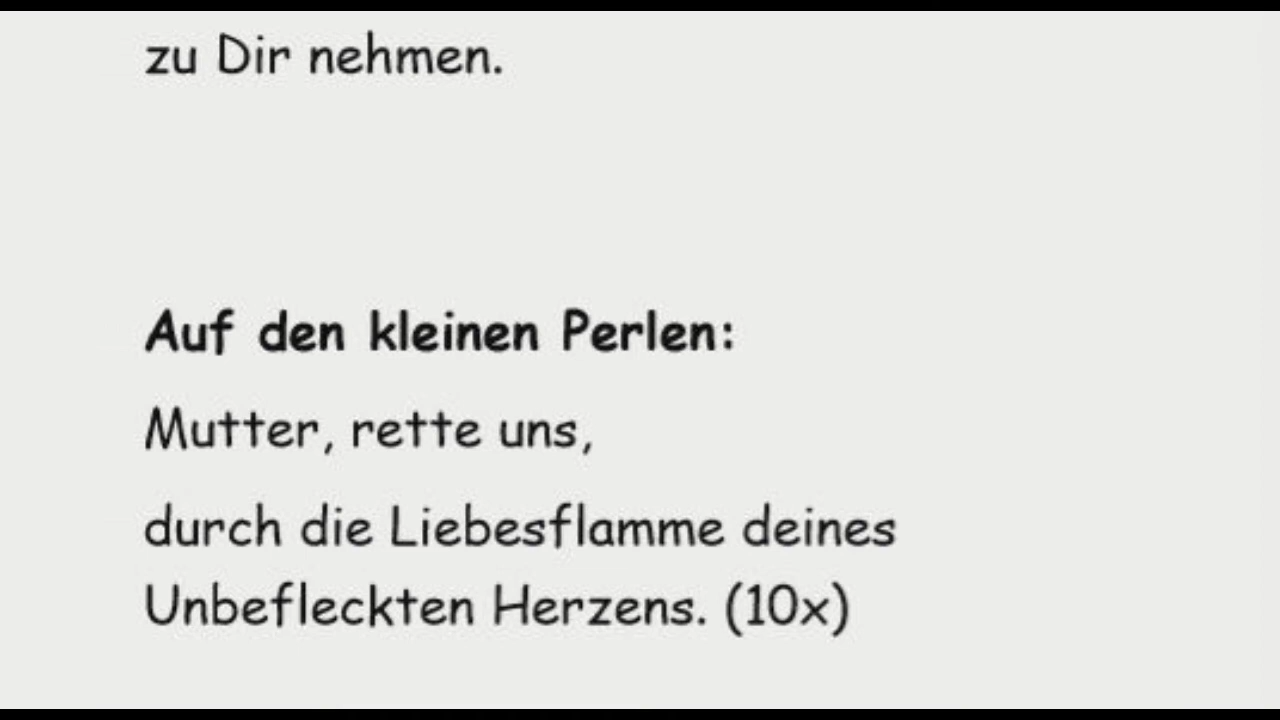 zu Dir nehmen.
Auf den kleinen Perlen:
Mutter, rette uns,
durch die Liebesflamme deines
Unbefleckten Herzens. (10x)